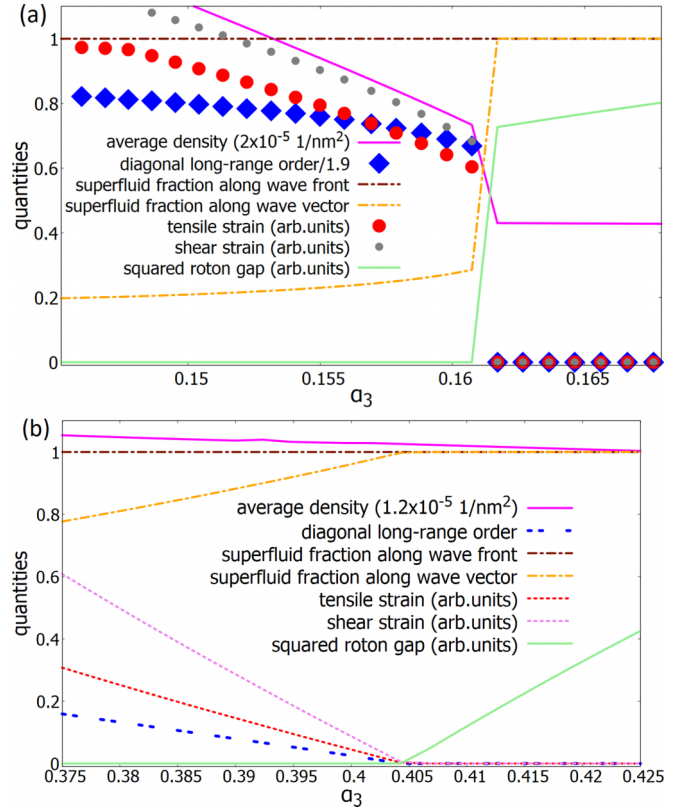 (a)
1
0.8
0.6
0.4
0.2
0
quantities
average density (2x10⁻⁵ 1/nm²)
diagonal long-range order/1.9
superfluid fraction along wave front
superfluid fraction along wave vector
tensile strain (arb.units)
shear strain (arb.units)
squared roton gap (arb.units)
0.15 0.155 0.16 0.165
α₃
(b)
1
0.8
0.6
0.4
0.2
0
quantities
average density (1.2x10⁻⁵ 1/nm²)
diagonal long-range order
superfluid fraction along wave front
superfluid fraction along wave vector
tensile strain (arb.units)
shear strain (arb.units)
squared roton gap (arb.units)
0.375 0.38 0.385 0.39 0.395 0.4 0.405 0.41 0.415 0.42 0.425
α₃